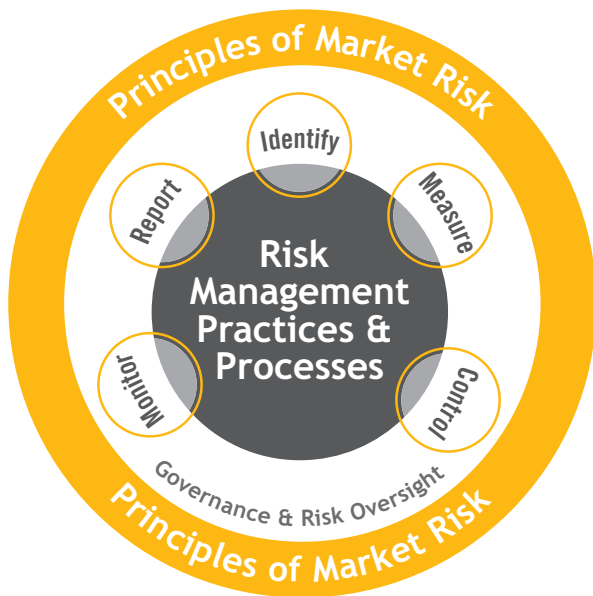 Principles of Market Risk
Identify
Measure
Control
Monitor
Report
Risk
Management
Practices &
Processes
Governance & Risk Oversight
Principles of Market Risk